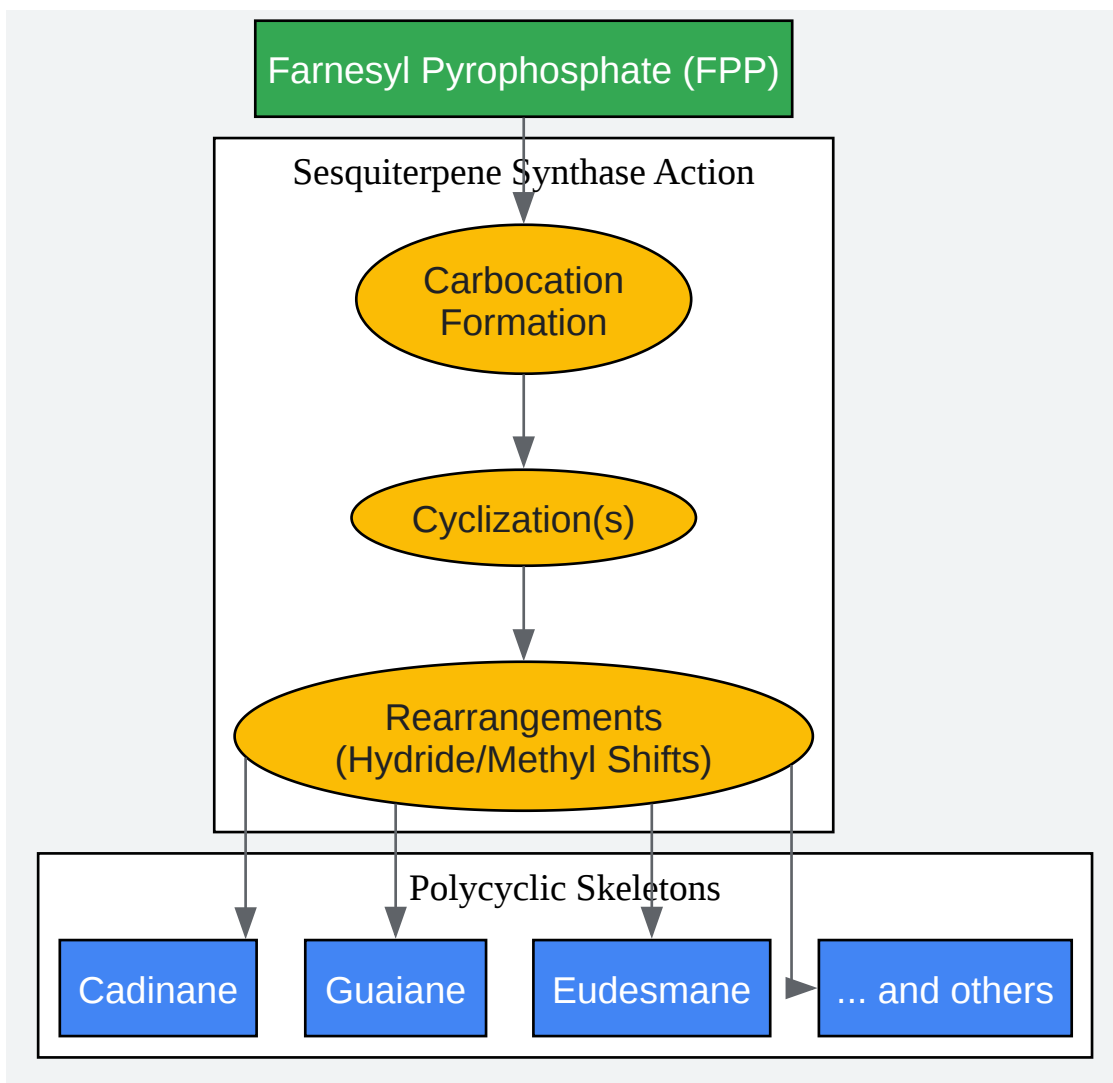 Farnesyl Pyrophosphate (FPP)
Sesquiterpene Synthase Action
Carbocation
Formation
Cyclization(s)
Rearrangements
(Hydride/Methyl Shifts)
Polycyclic Skeletons
Cadinane
Guaiane
Eudesmane
... and others